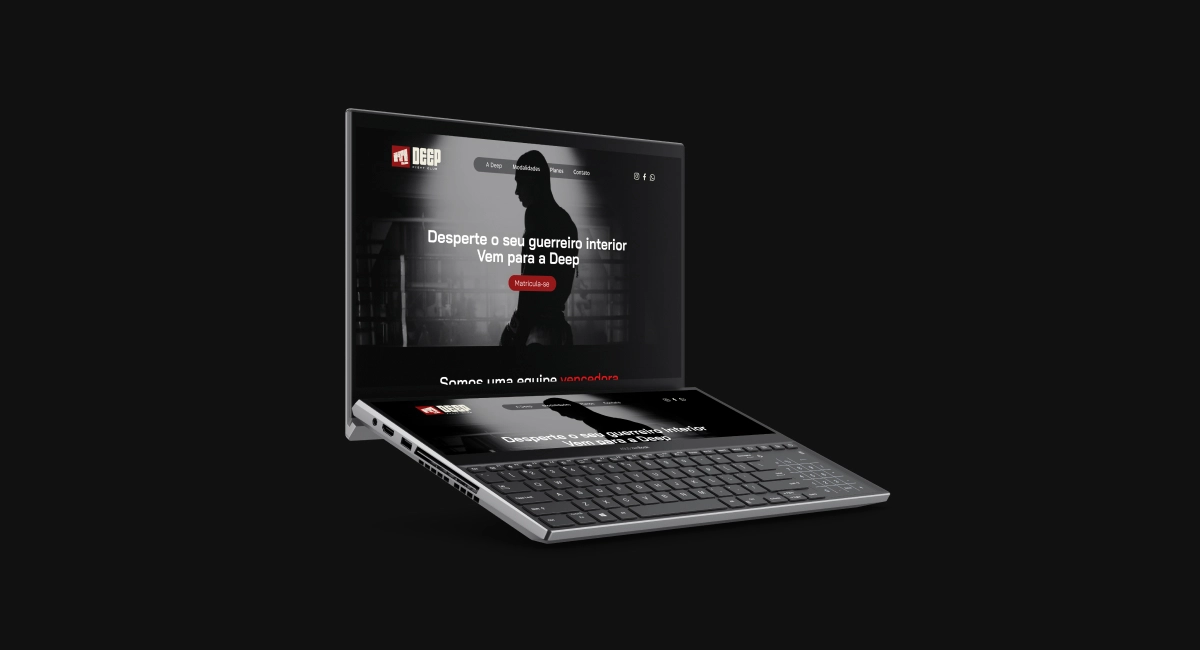 DEEP
FIGHT CLUB
A Deep Modalidades Planos Contato
Desperte o seu guerreiro interior
Vem para a Deep
Matricula-se
Somos uma equipe vencedora
DEEP
Desperte o seu guerreiro interior
Vem para a Deep